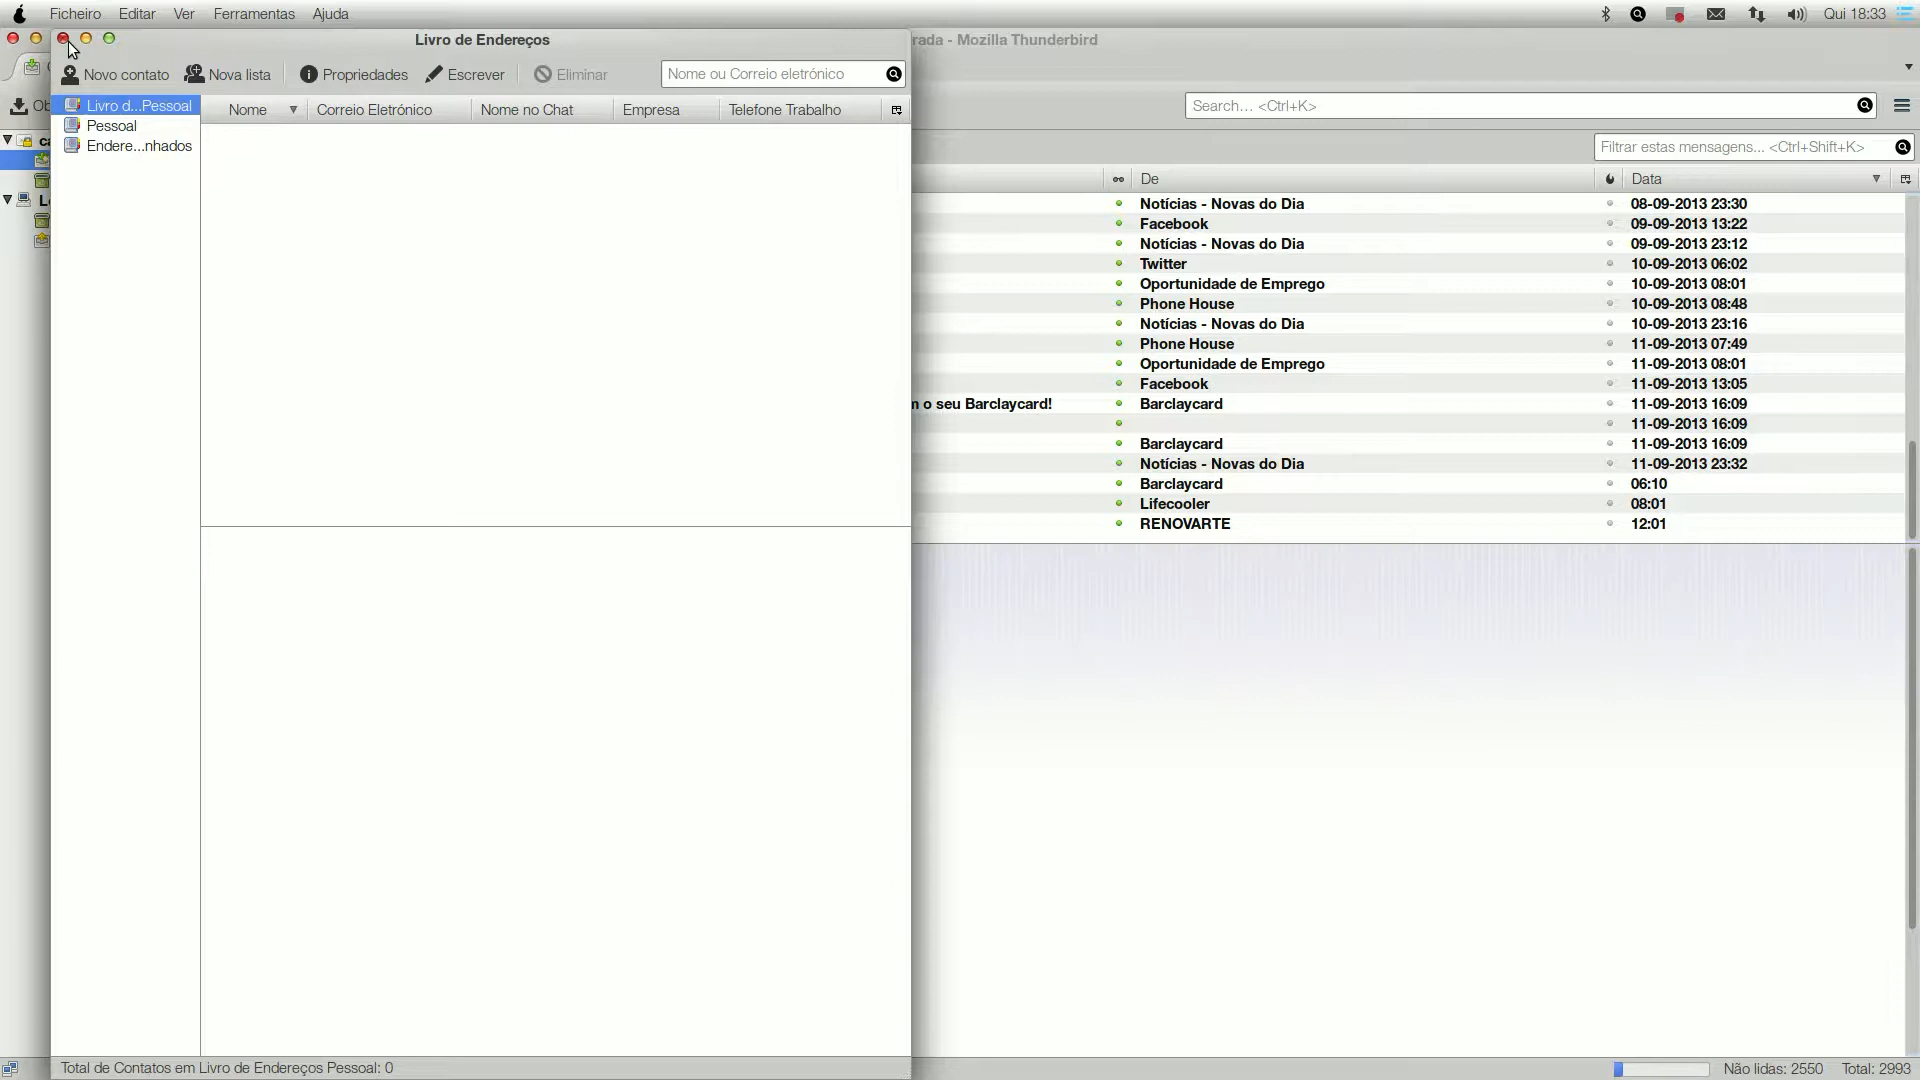 Ficheiro Editar Ver Ferramentas Ajuda
Qui 18:33
Livro de Endereços
rada - Mozilla Thunderbird
Novo contato Nova lista Propriedades Escrever Eliminar Nome ou Correio eletrónico
Ob
Search... <Ctrl+K>
Livro d...Pessoal
Pessoal
Endere...nhados
Nome Correio Eletrónico Nome no Chat Empresa Telefone Trabalho
Filtrar estas mensagens... <Ctrl+Shift+K>
De Data
Notícias - Novas do Dia 08-09-2013 23:30
Facebook 09-09-2013 13:22
Notícias - Novas do Dia 09-09-2013 23:12
Twitter 10-09-2013 06:02
Oportunidade de Emprego 10-09-2013 08:01
Phone House 10-09-2013 08:48
Notícias - Novas do Dia 10-09-2013 23:16
Phone House 11-09-2013 07:49
Oportunidade de Emprego 11-09-2013 08:01
Facebook 11-09-2013 13:05
o seu Barclaycard! Barclaycard 11-09-2013 16:09
11-09-2013 16:09
Barclaycard 11-09-2013 16:09
Notícias - Novas do Dia 11-09-2013 23:32
Barclaycard 06:10
Lifecooler 08:01
RENOVARTE 12:01
Total de Contatos em Livro de Endereços Pessoal: 0
Não lidas: 2550 Total: 2993